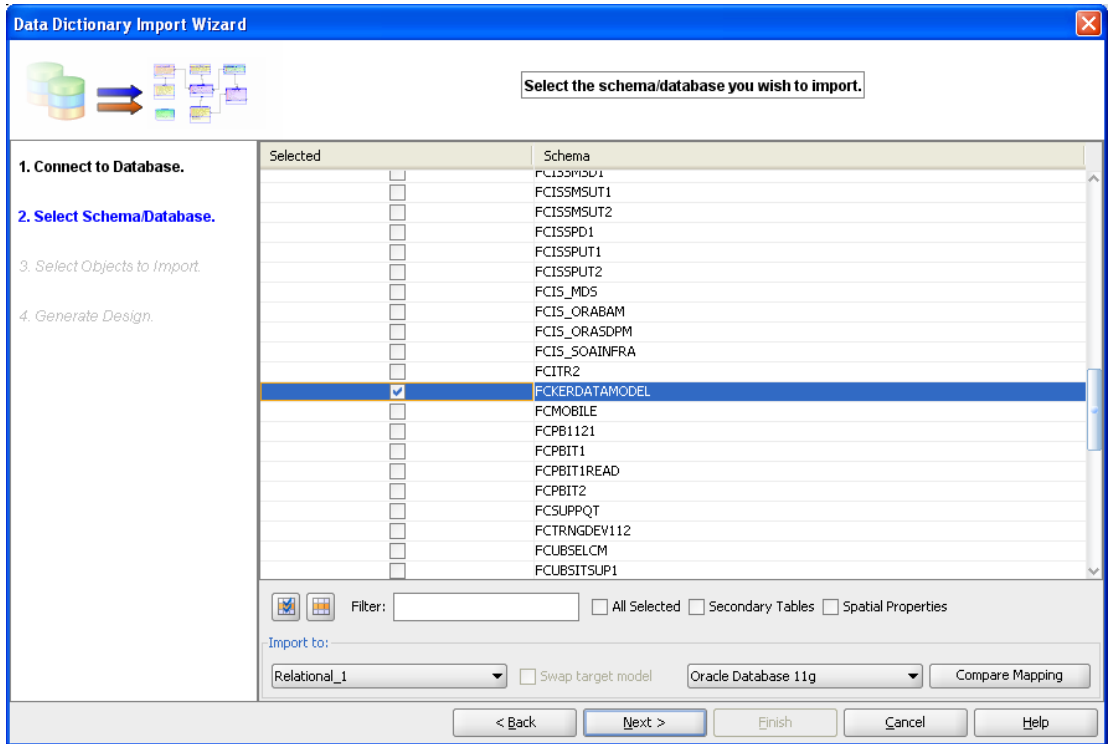 Data Dictionary Import Wizard
Select the schema/database you wish to import.
1. Connect to Database.
2. Select Schema/Database.
3. Select Objects to Import.
4. Generate Design.
Selected Schema
FCISSMSD1
FCISSMSUT1
FCISSMSUT2
FCISSPD1
FCISSPUT1
FCISSPUT2
FCIS_MDS
FCIS_ORABAM
FCIS_ORASDPM
FCIS_SOAINFRA
FCITR2
FCKERDATAMODEL
FCMOBILE
FCPB1121
FCPBIT1
FCPBIT1READ
FCPBIT2
FCSUPPQT
FCTRNGDEV112
FCUBSELCM
FCUBSITSUP1
Filter: All Selected Secondary Tables Spatial Properties
Import to:
Relational_1 Swap target model Oracle Database 11g Compare Mapping
< Back Next > Finish Cancel Help